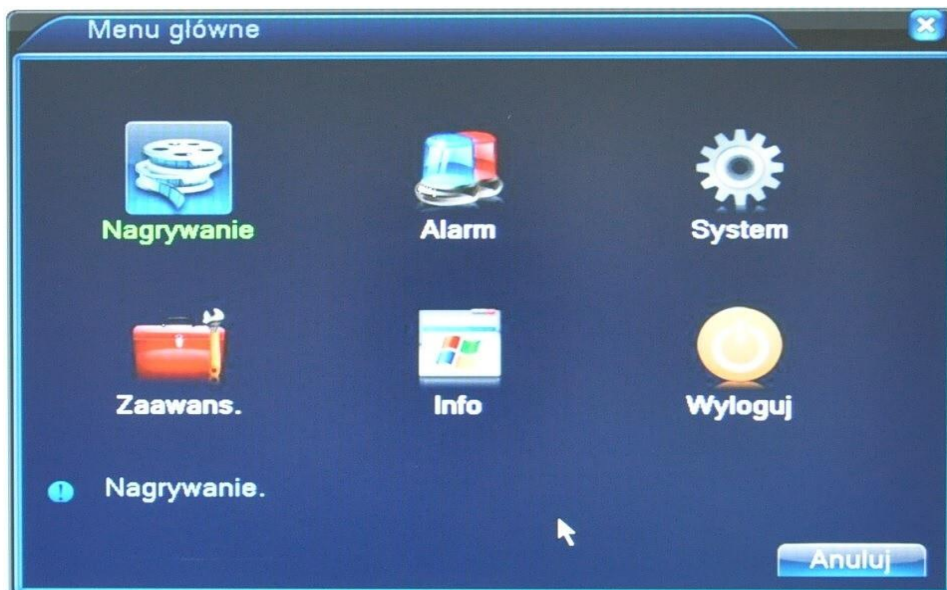 Menu główne
Nagrywanie
Alarm
System
Zaawans.
Info
Wyloguj
Nagrywanie.
Anuluj